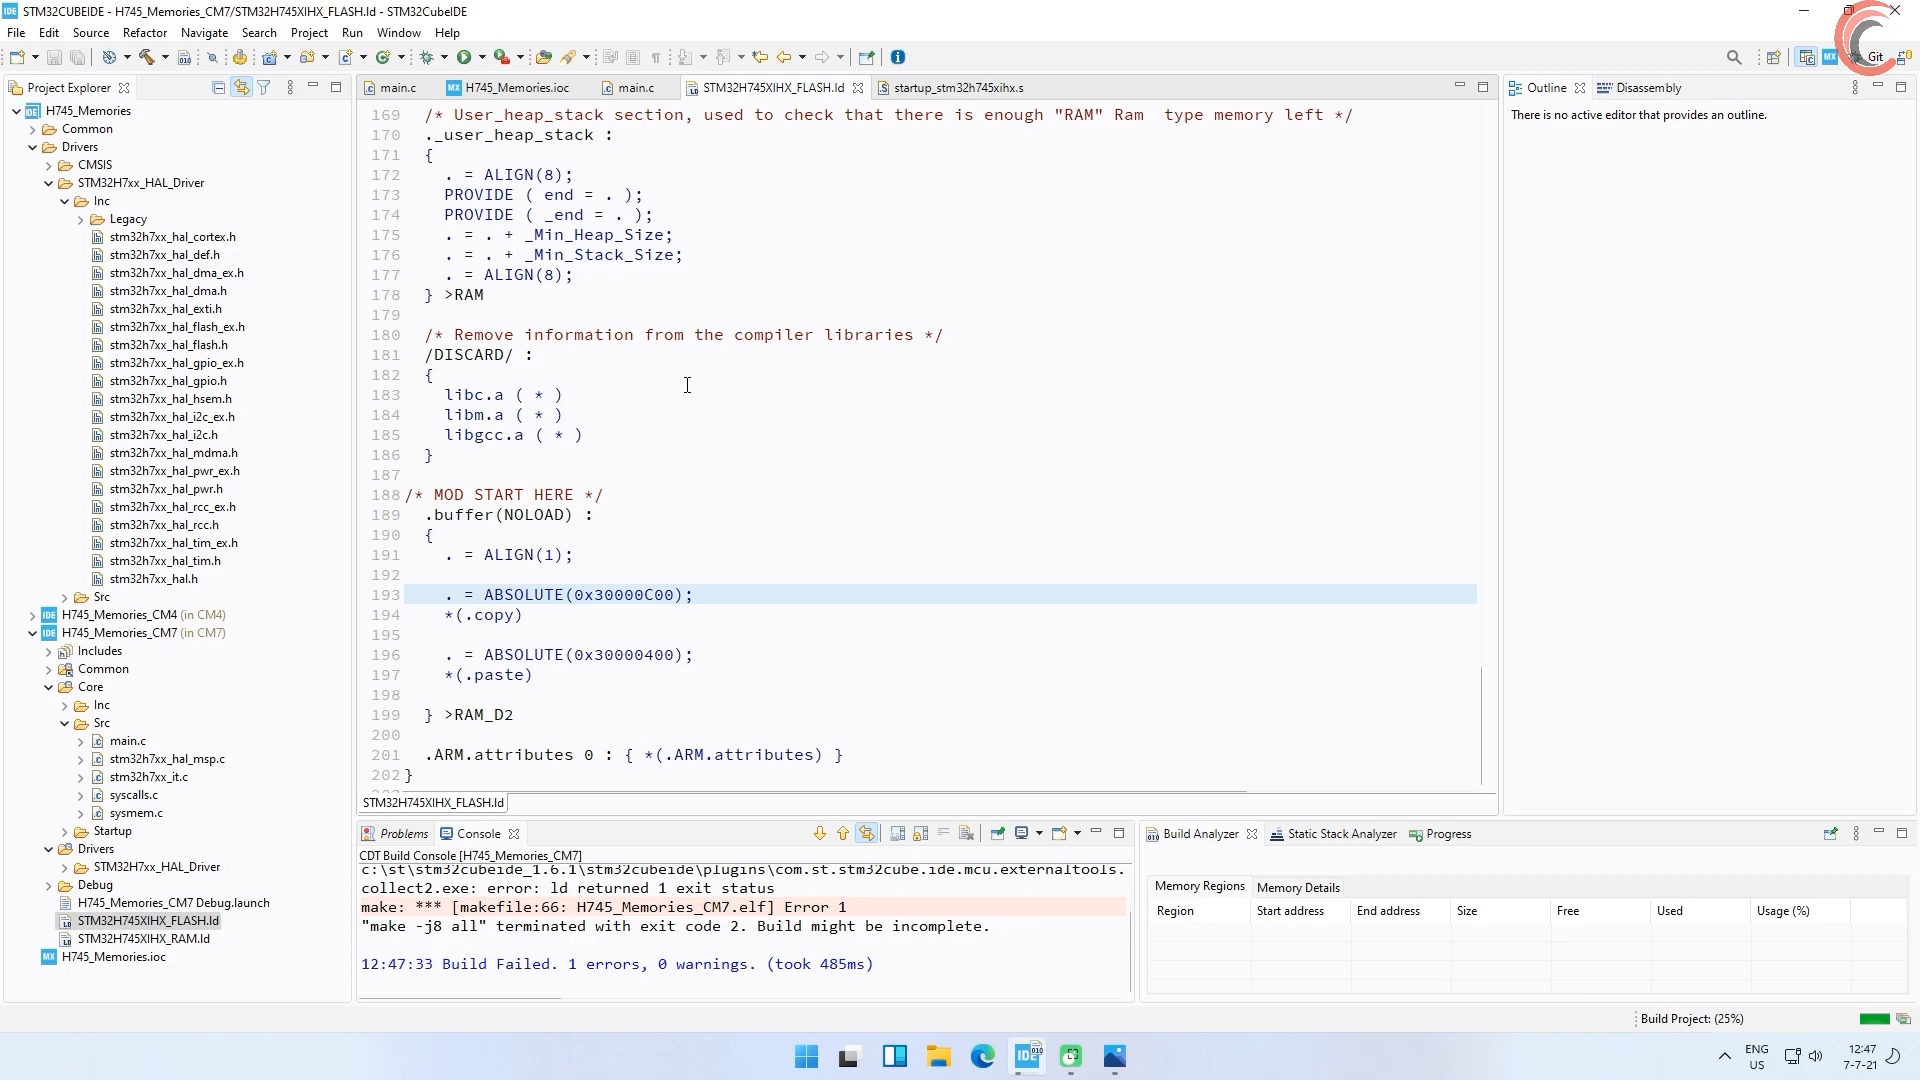 STM32CUBEIDE - H745_Memories_CM7/STM32H745XIHX_FLASH.ld - STM32CubeIDE
File Edit Source Refactor Navigate Search Project Run Window Help
Git
Project Explorer
main.c
H745_Memories.ioc
main.c
STM32H745XIHX_FLASH.ld
startup_stm32h745xihx.s
Outline
Disassembly
There is no active editor that provides an outline.
H745_Memories
Common
Drivers
CMSIS
STM32H7xx_HAL_Driver
Inc
Legacy
stm32h7xx_hal_cortex.h
stm32h7xx_hal_def.h
stm32h7xx_hal_dma_ex.h
stm32h7xx_hal_dma.h
stm32h7xx_hal_exti.h
stm32h7xx_hal_flash_ex.h
stm32h7xx_hal_flash.h
stm32h7xx_hal_gpio_ex.h
stm32h7xx_hal_gpio.h
stm32h7xx_hal_hsem.h
stm32h7xx_hal_i2c_ex.h
stm32h7xx_hal_i2c.h
stm32h7xx_hal_mdma.h
stm32h7xx_hal_pwr_ex.h
stm32h7xx_hal_pwr.h
stm32h7xx_hal_rcc_ex.h
stm32h7xx_hal_rcc.h
stm32h7xx_hal_tim_ex.h
stm32h7xx_hal_tim.h
stm32h7xx_hal.h
Src
H745_Memories_CM4 (in CM4)
H745_Memories_CM7 (in CM7)
Includes
Common
Core
Inc
Src
main.c
stm32h7xx_hal_msp.c
stm32h7xx_it.c
syscalls.c
sysmem.c
Startup
Drivers
STM32H7xx_HAL_Driver
Debug
H745_Memories_CM7 Debug.launch
STM32H745XIHX_FLASH.ld
STM32H745XIHX_RAM.ld
H745_Memories.ioc
169 /* User_heap_stack section, used to check that there is enough "RAM" Ram  type memory left */
170 ._user_heap_stack :
171 {
172 . = ALIGN(8);
173 PROVIDE ( end = . );
174 PROVIDE ( _end = . );
175 . = . + _Min_Heap_Size;
176 . = . + _Min_Stack_Size;
177 . = ALIGN(8);
178 } >RAM
179
180 /* Remove information from the compiler libraries */
181 /DISCARD/ :
182 {
183 libc.a ( * )
184 libm.a ( * )
185 libgcc.a ( * )
186 }
187
188 /* MOD START HERE */
189 .buffer(NOLOAD) :
190 {
191 . = ALIGN(1);
192
193 . = ABSOLUTE(0x30000C00);
194 *(.copy)
195
196 . = ABSOLUTE(0x30000400);
197 *(.paste)
198
199 } >RAM_D2
200
201 .ARM.attributes 0 : { *(.ARM.attributes) }
202 }
STM32H745XIHX_FLASH.ld
Problems
Console
CDT Build Console [H745_Memories_CM7]
c:\st\stm32cubeide_1.6.1\stm32cubeide\plugins\com.st.stm32cube.ide.mcu.externaltools.
collect2.exe: error: ld returned 1 exit status
make: *** [makefile:66: H745_Memories_CM7.elf] Error 1
"make -j8 all" terminated with exit code 2. Build might be incomplete.
12:47:33 Build Failed. 1 errors, 0 warnings. (took 485ms)
Build Analyzer
Static Stack Analyzer
Progress
Memory Regions
Memory Details
Region Start address End address Size Free Used Usage (%)
Build Project: (25%)
ENG
US
12:47
7-7-21